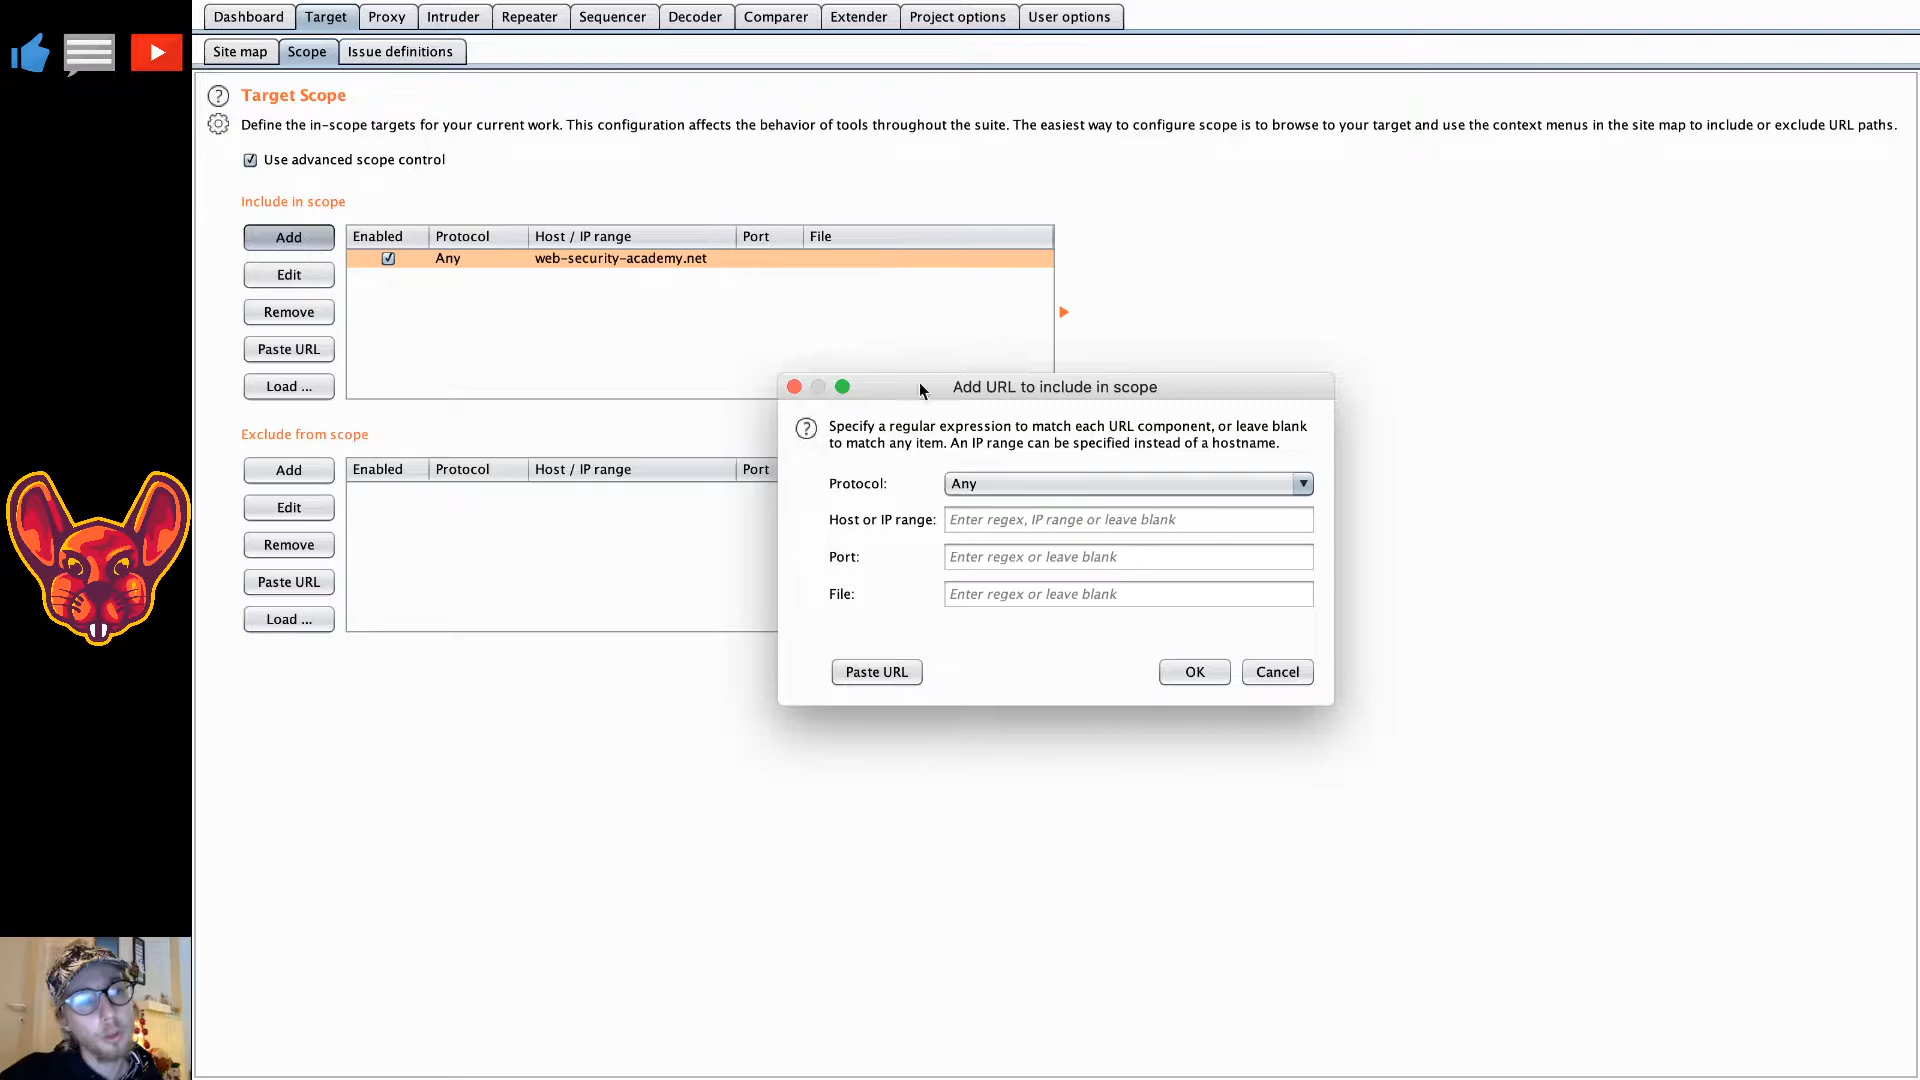 Dashboard Target Proxy Intruder Repeater Sequencer Decoder Comparer Extender Project options User options
Site map Scope Issue definitions
Target Scope
Define the in-scope targets for your current work. This configuration affects the behavior of tools throughout the suite. The easiest way to configure scope is to browse to your target and use the context menus in the site map to include or exclude URL paths.
Use advanced scope control
Include in scope
Add
Edit
Remove
Paste URL
Load ...
Enabled Protocol Host / IP range Port File
Any web-security-academy.net
Exclude from scope
Add
Edit
Remove
Paste URL
Load ...
Enabled Protocol Host / IP range Port
Add URL to include in scope
Specify a regular expression to match each URL component, or leave blank
to match any item. An IP range can be specified instead of a hostname.
Protocol: Any
Host or IP range: Enter regex, IP range or leave blank
Port: Enter regex or leave blank
File: Enter regex or leave blank
Paste URL OK Cancel